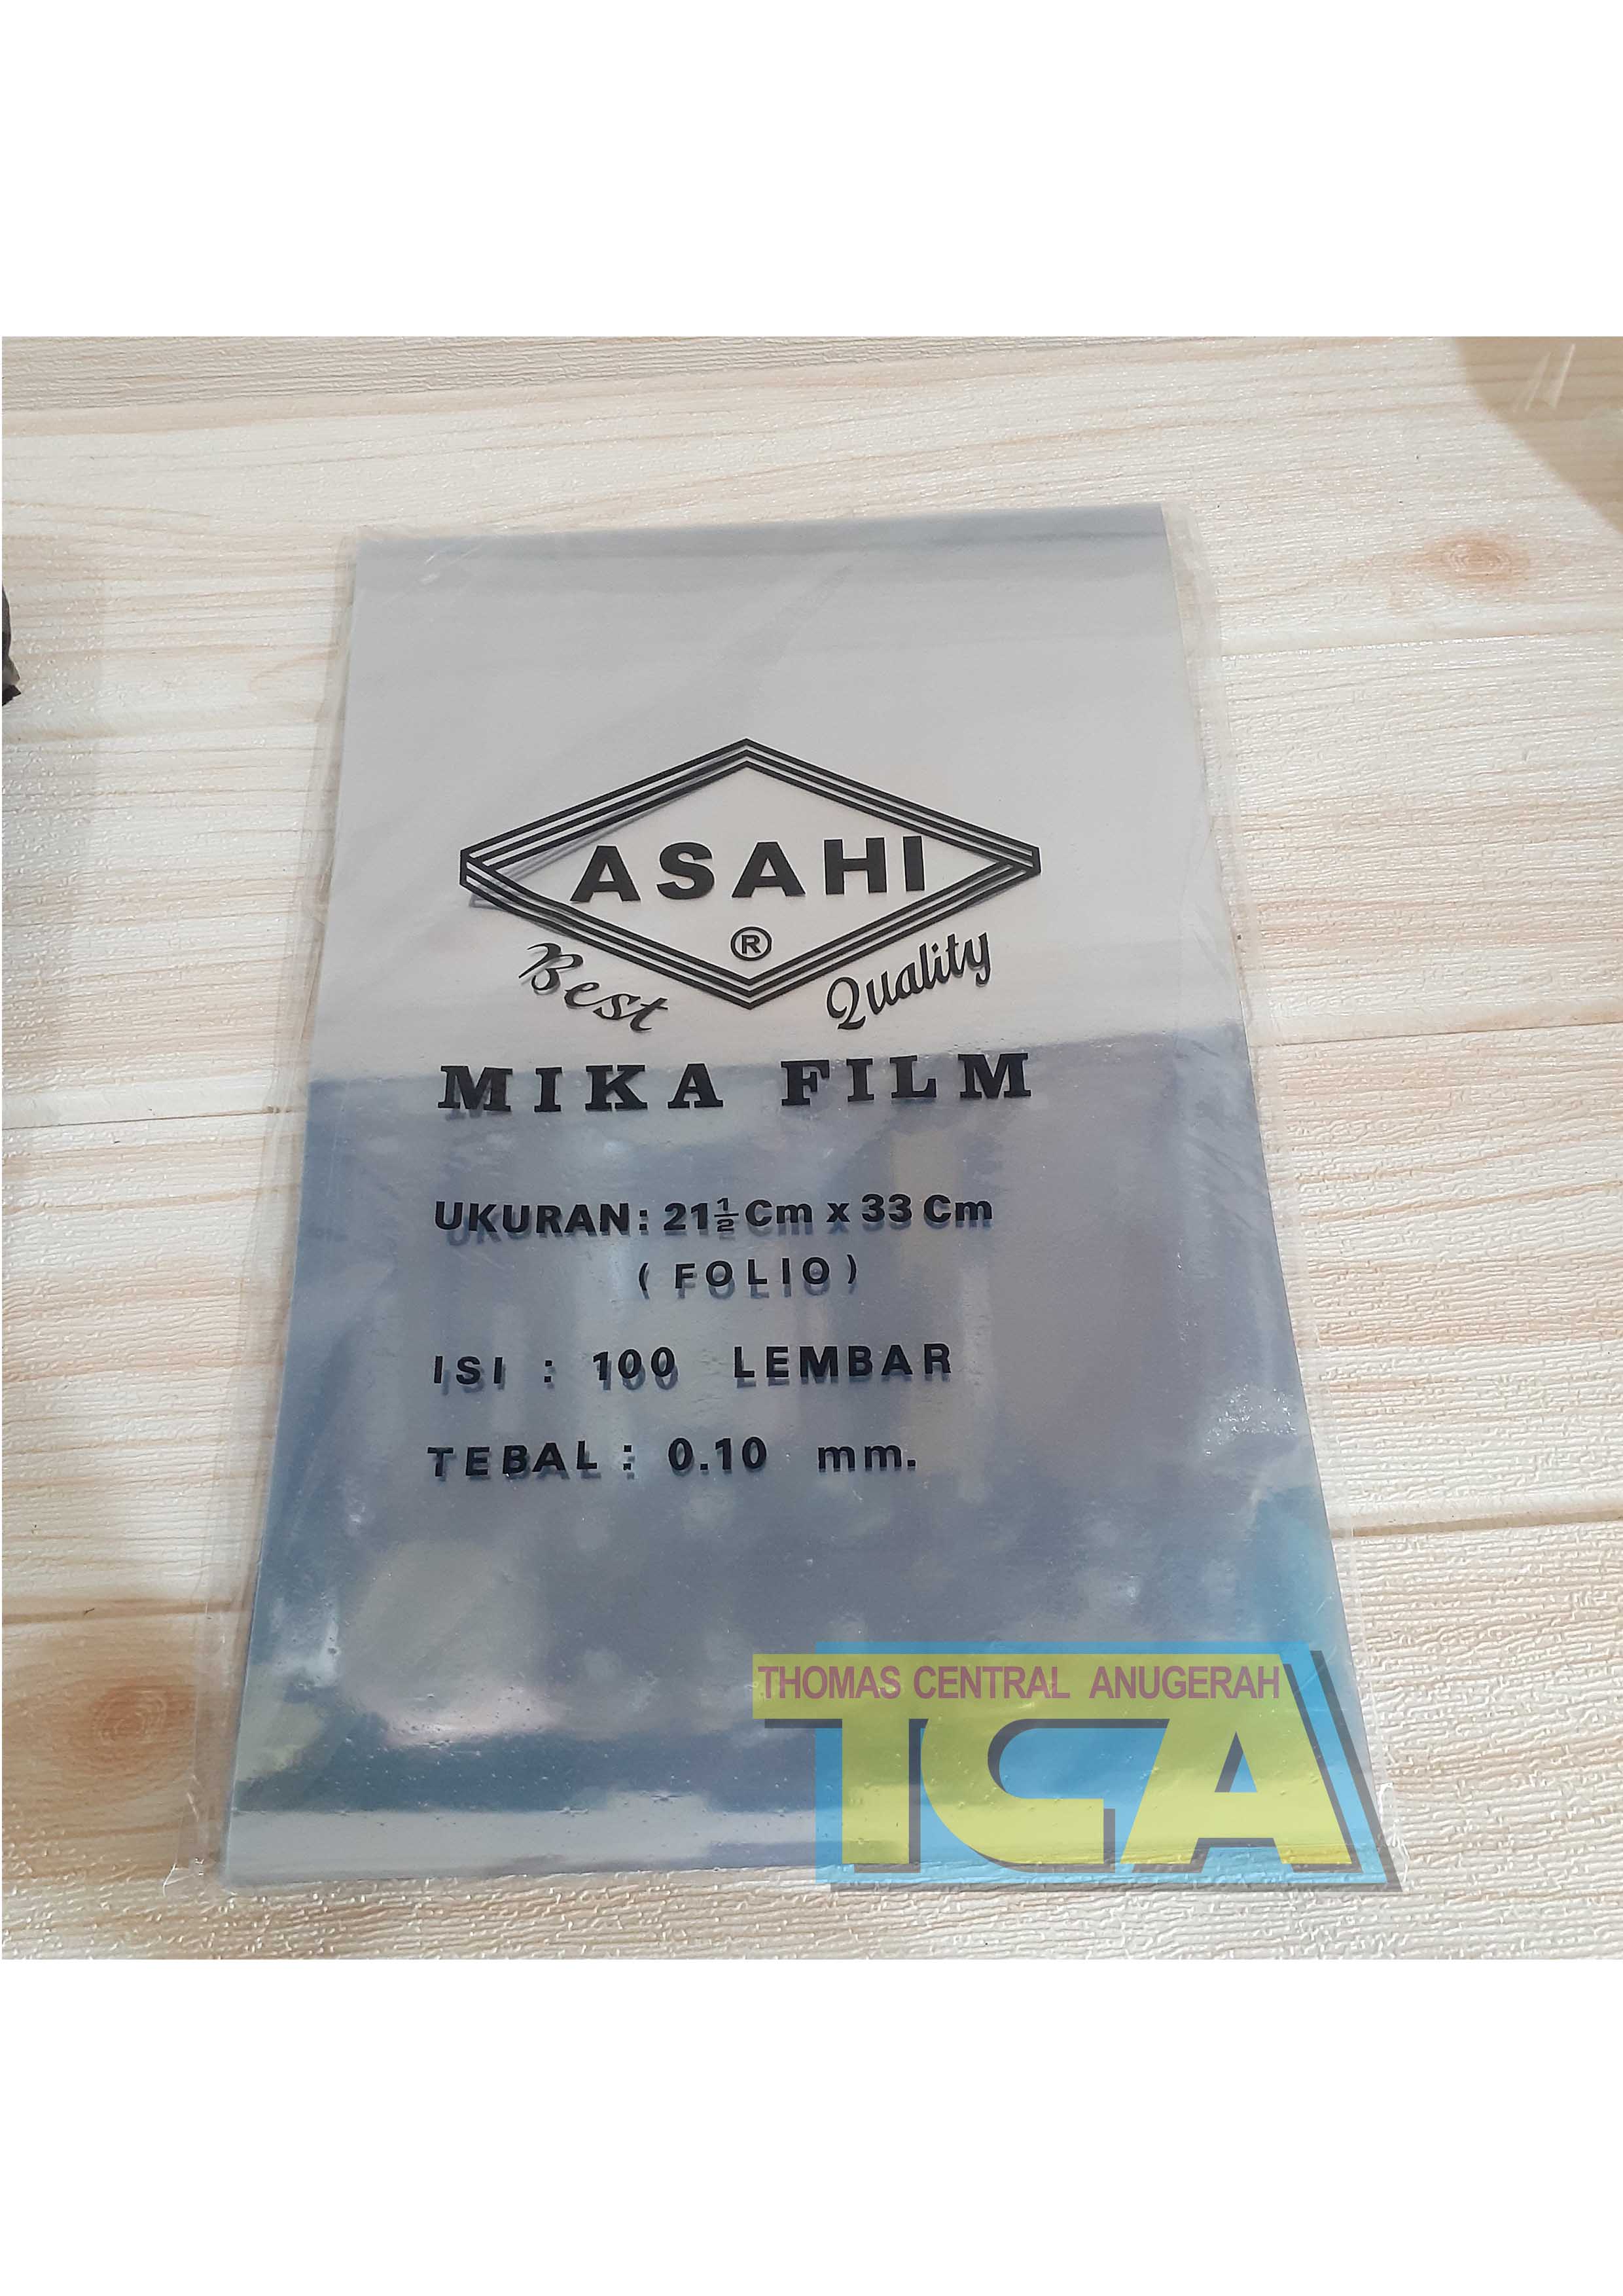 ASAHI
®
Best Quality
MIKA FILM
UKURAN: 21½ Cm x 33 Cm
( FOLIO )
ISI : 100 LEMBAR
TEBAL : 0.10 mm.
THOMAS CENTRAL ANUGERAH
TCA